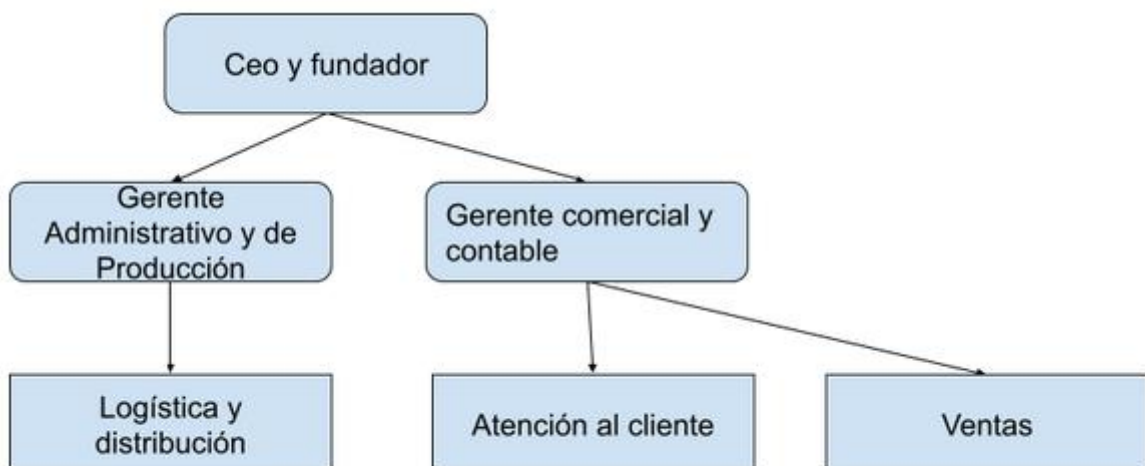 Ceo y fundador
Gerente
Administrativo y de
Producción
Gerente comercial y
contable
Logística y
distribución
Atención al cliente
Ventas